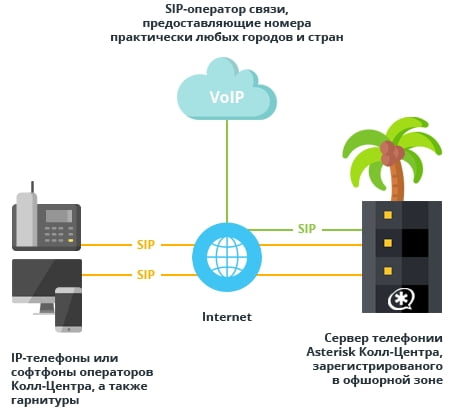 SIP-оператор связи,
предоставляющие номера
практически любых городов и стран
VoIP
SIP
SIP
SIP
Internet
IP-телефоны или
софтфоны операторов
Колл-Центра, а также
гарнитуры
Сервер телефонии
Asterisk Колл-Центра,
зарегистрированого
в офшорной зоне